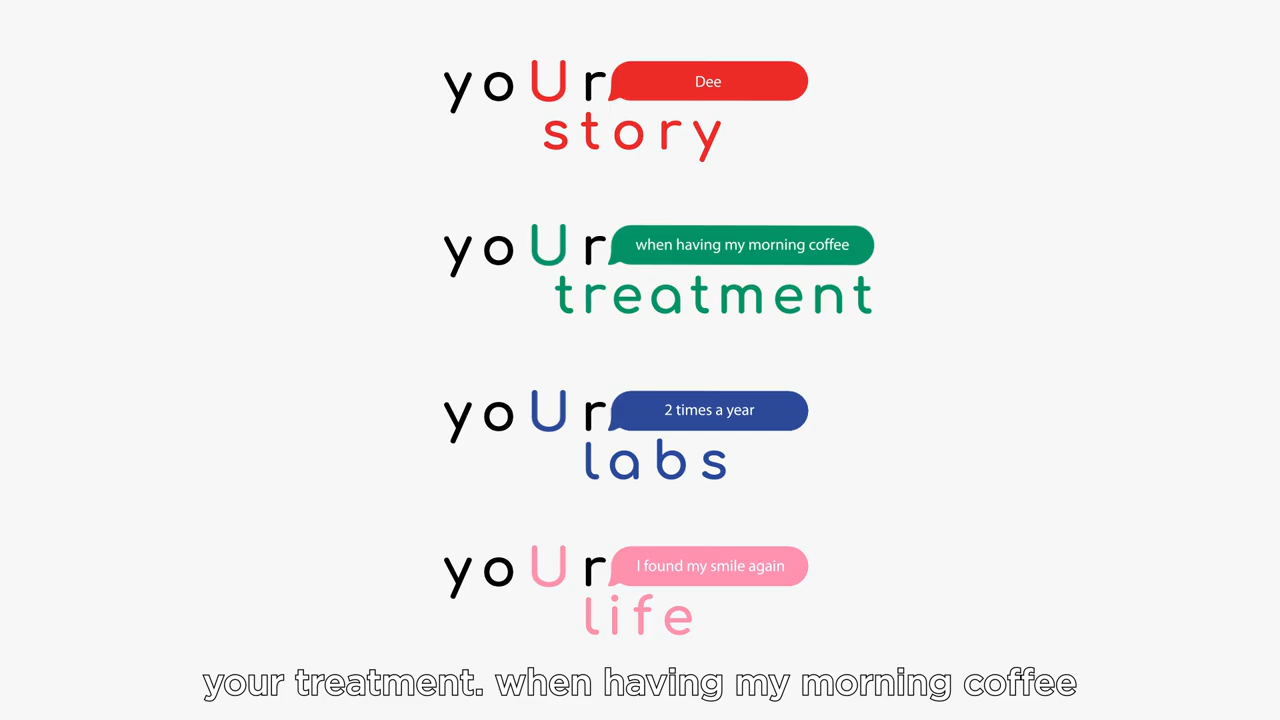 yoUr Dee
story
yoUr when having my morning coffee
treatment
yoUr 2 times a year
labs
yoUr I found my smile again
life
your treatment. when having my morning coffee